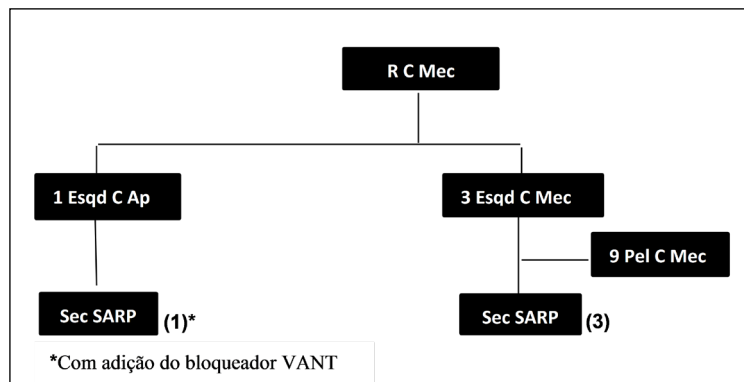 R C Mec
1 Esqd C Ap
3 Esqd C Mec
9 Pel C Mec
Sec SARP (1)*
Sec SARP (3)
*Com adição do bloqueador VANT